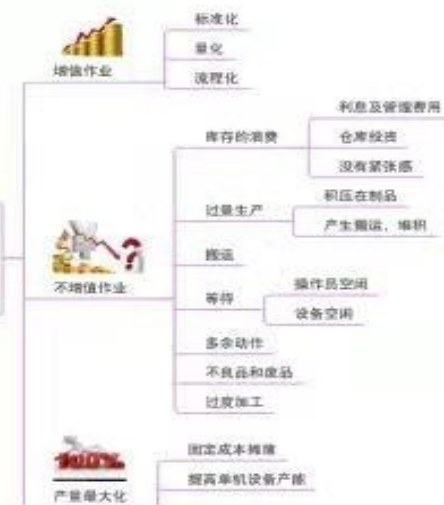 标准化
量化
流程化
增值作业
库存的浪费
利息及管理费用
仓库投资
没有紧张感
过量生产
积压在制品
产生搬运、堆积
搬运
等待
操作员空闲
设备空闲
多余动作
不良品和废品
过度加工
不增值作业
100%
固定成本摊薄
提高单机设备产能
产量最大化